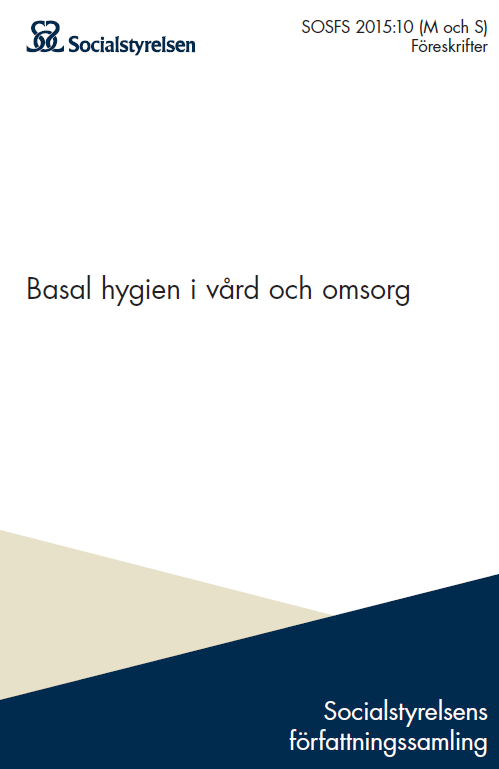 Socialstyrelsen
SOSFS 2015:10 (M och S)
Föreskrifter
Basal hygien i vård och omsorg
Socialstyrelsens
författningssamling